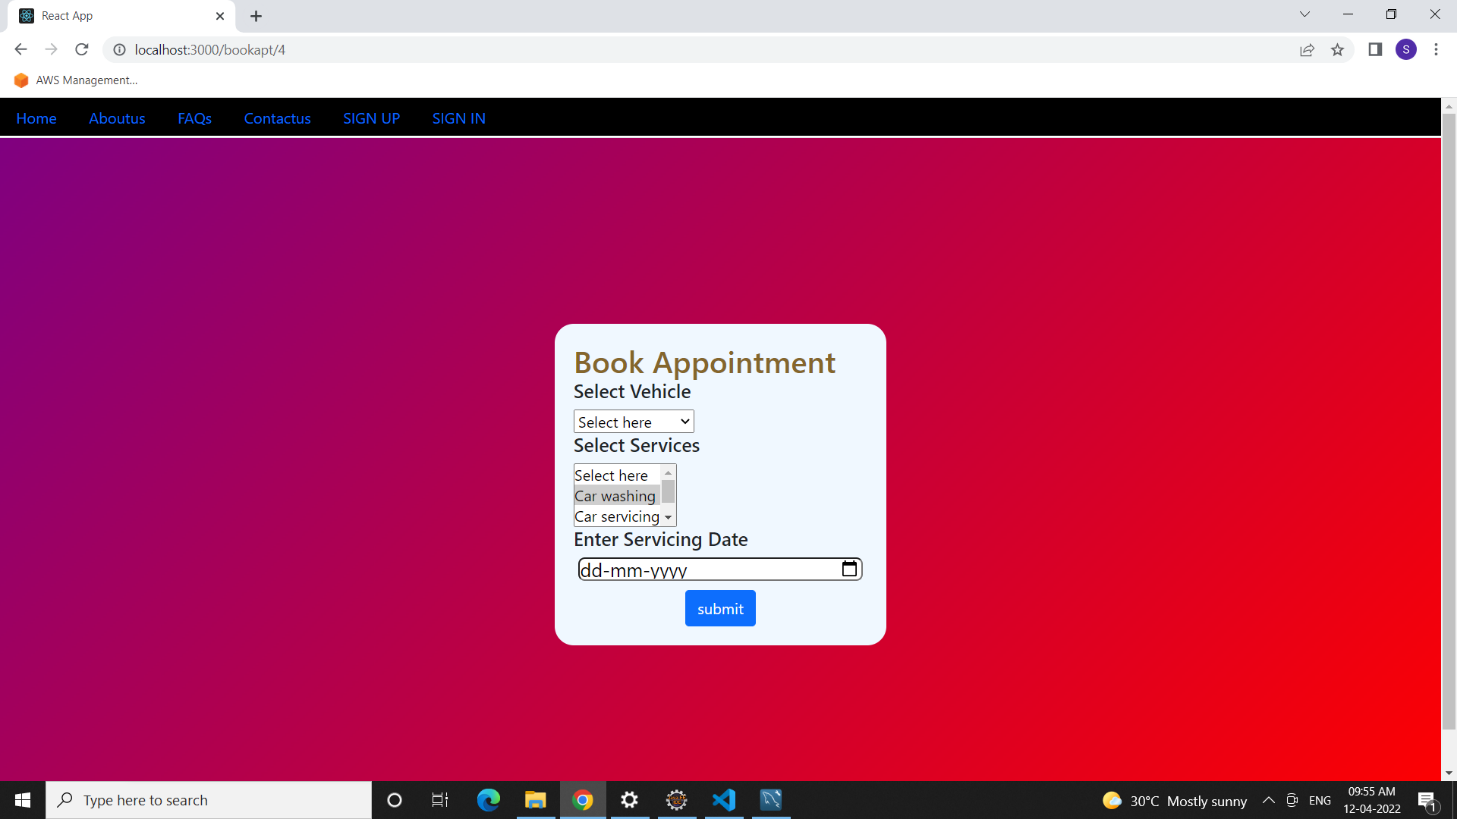 React App
localhost:3000/bookapt/4
S
AWS Management...
Home Aboutus FAQs Contactus SIGN UP SIGN IN
Book Appointment
Select Vehicle
Select here
Select Services
Select here
Car washing
Car servicing
Enter Servicing Date
dd-mm-yyyy
submit
Type here to search
30°C Mostly sunny
ENG
09:55 AM
12-04-2022
1